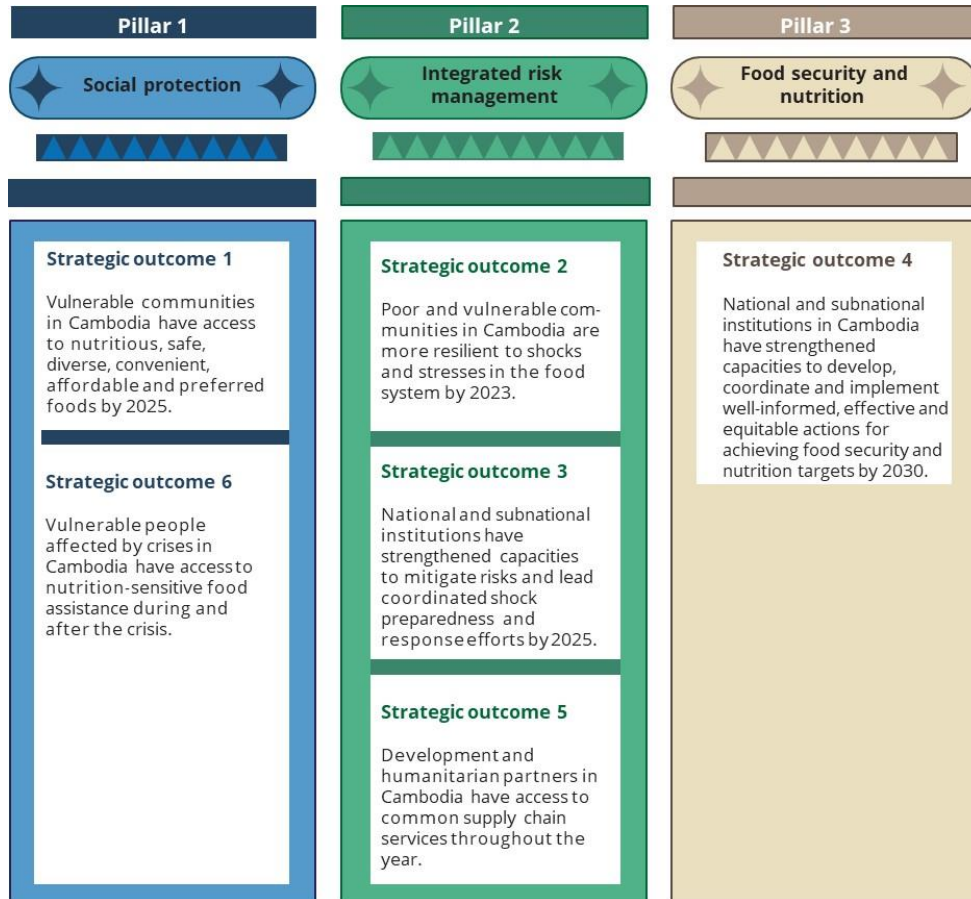 Pillar 1
Social protection
Strategic outcome 1
Vulnerable communities
in Cambodia have access
to nutritious, safe,
diverse, convenient,
affordable and preferred
foods by 2025.
Strategic outcome 6
Vulnerable people
affected by crises in
Cambodia have access to
nutrition-sensitive food
assistance during and
after the crisis.
Pillar 2
Integrated risk
management
Strategic outcome 2
Poor and vulnerable com-
munities in Cambodia are
more resilient to shocks
and stresses in the food
system by 2023.
Strategic outcome 3
National and subnational
institutions have
strengthened capacities
to mitigate risks and lead
coordinated shock
preparedness and
response efforts by 2025.
Strategic outcome 5
Development and
humanitarian partners in
Cambodia have access to
common supply chain
services throughout the
year.
Pillar 3
Food security and
nutrition
Strategic outcome 4
National and subnational
institutions in Cambodia
have strengthened
capacities to develop,
coordinate and implement
well-informed, effective and
equitable actions for
achieving food security and
nutrition targets by 2030.